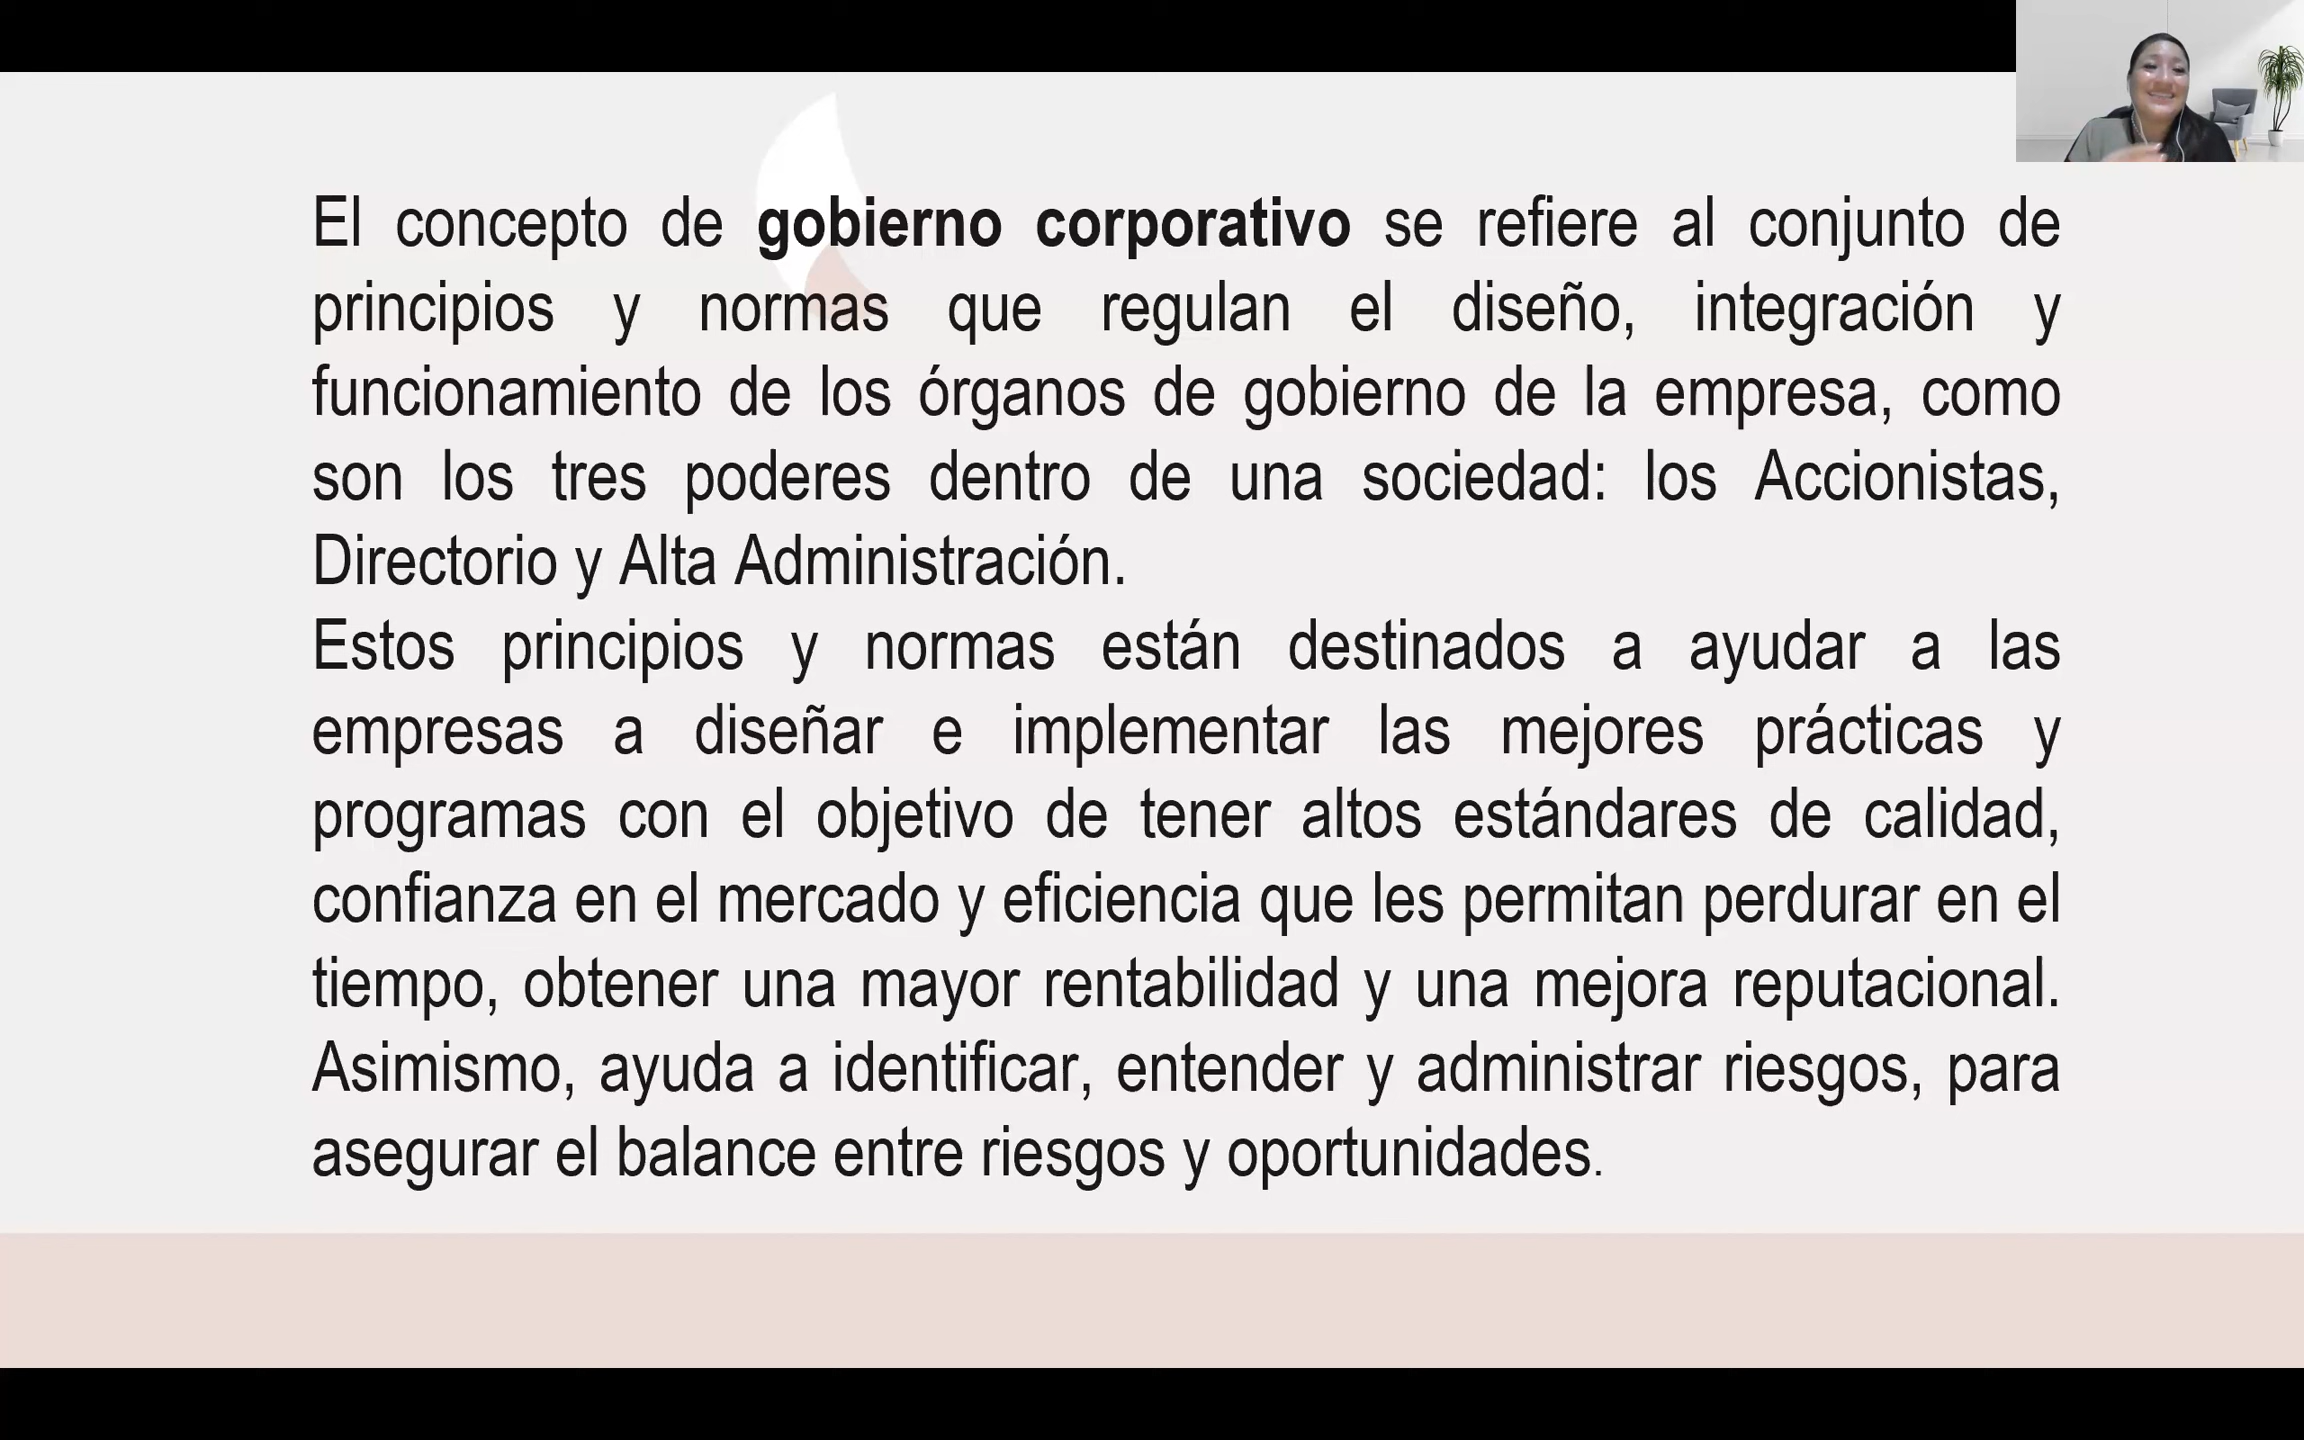 El concepto de gobierno corporativo se refiere al conjunto de
principios y normas que regulan el diseño, integración y
funcionamiento de los órganos de gobierno de la empresa, como
son los tres poderes dentro de una sociedad: los Accionistas,
Directorio y Alta Administración.
Estos principios y normas están destinados a ayudar a las
empresas a diseñar e implementar las mejores prácticas y
programas con el objetivo de tener altos estándares de calidad,
confianza en el mercado y eficiencia que les permitan perdurar en el
tiempo, obtener una mayor rentabilidad y una mejora reputacional.
Asimismo, ayuda a identificar, entender y administrar riesgos, para
asegurar el balance entre riesgos y oportunidades.